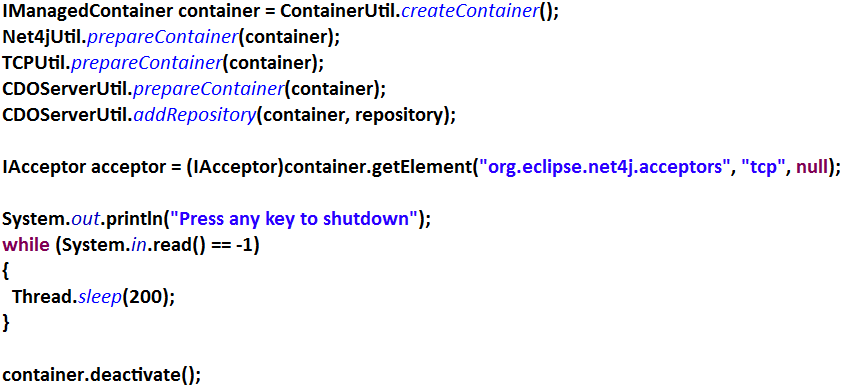 IManagedContainer container = ContainerUtil.createContainer();
Net4jUtil.prepareContainer(container);
TCPUtil.prepareContainer(container);
CDOServerUtil.prepareContainer(container);
CDOServerUtil.addRepository(container, repository);
IAcceptor acceptor = (IAcceptor)container.getElement("org.eclipse.net4j.acceptors", "tcp", null);
System.out.println("Press any key to shutdown");
while (System.in.read() == -1)
{
  Thread.sleep(200);
}
container.deactivate();